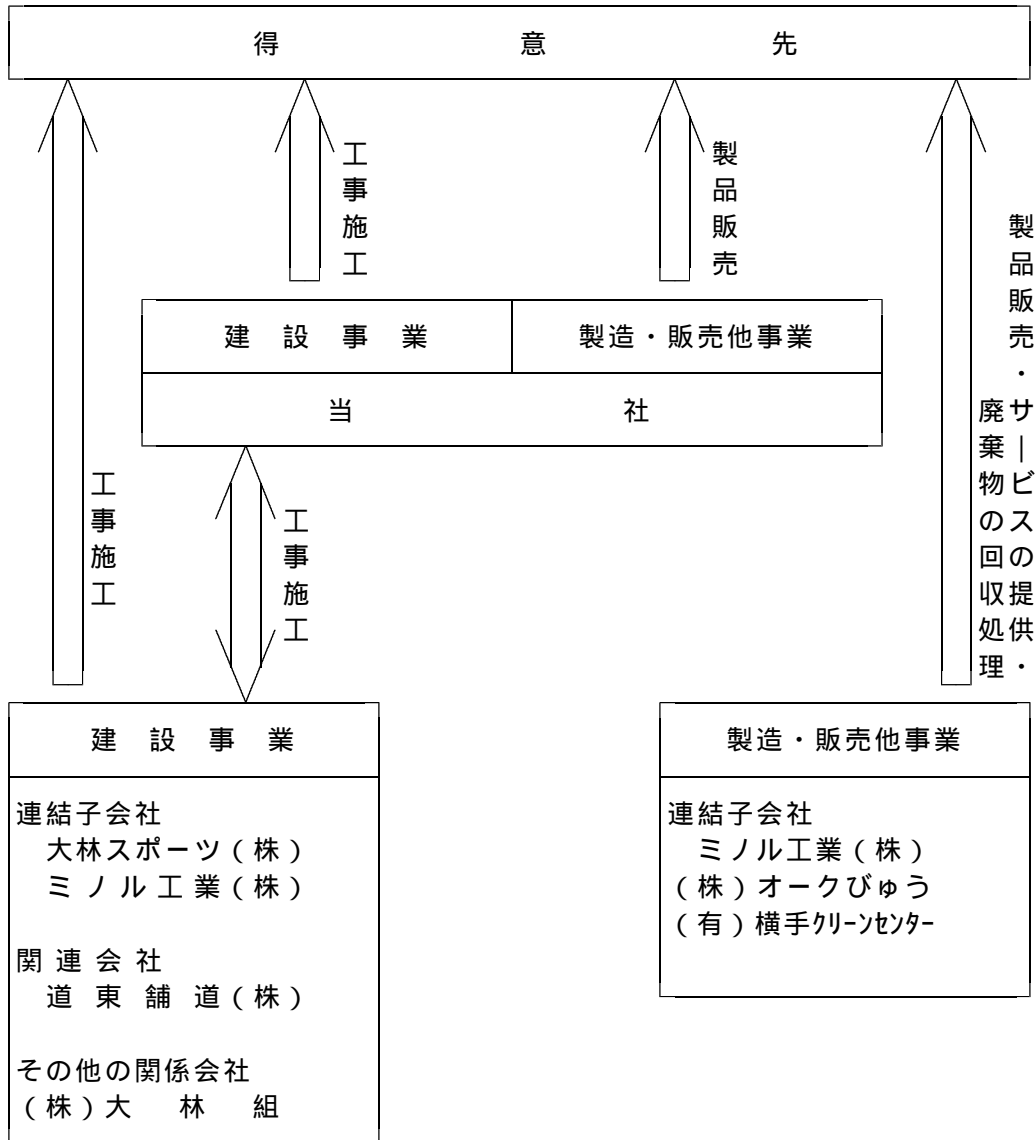 得意先
工事施工
製品販売
製品販売・サービスの提供・
廃棄物の回収処理
建設事業
製造・販売他事業
当社
工事施工
工事施工
建設事業
連結子会社
大林スポーツ(株)
ミノル工業(株)
関連会社
道東舗道(株)
その他の関係会社
(株)大林組
製造・販売他事業
連結子会社
ミノル工業(株)
(株)オークびゅう
(有)横手クリーンセンター